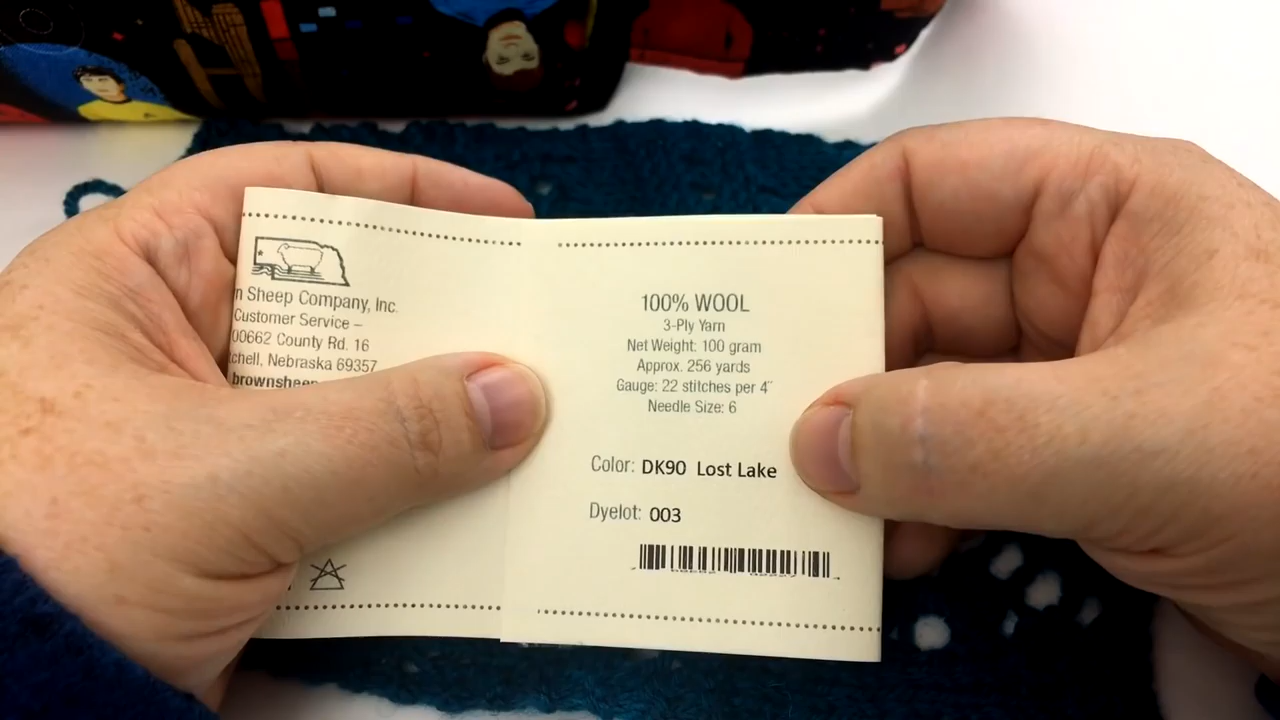 n Sheep Company, Inc.
Customer Service –
00662 County Rd. 16
chell, Nebraska 69357
brownsheep
100% WOOL
3-Ply Yarn
Net Weight: 100 gram
Approx. 256 yards
Gauge: 22 stitches per 4"
Needle Size: 6
Color: DK90 Lost Lake
Dyelot: 003